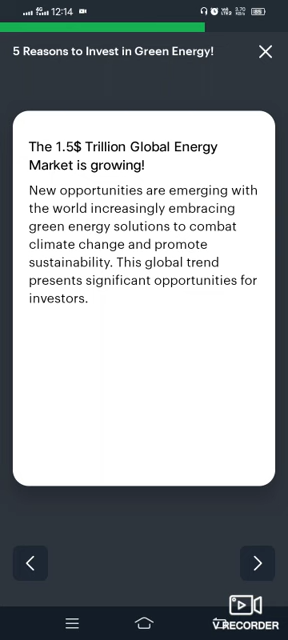 12:14
5 Reasons to Invest in Green Energy!
The 1.5$ Trillion Global Energy
Market is growing!
New opportunities are emerging with
the world increasingly embracing
green energy solutions to combat
climate change and promote
sustainability. This global trend
presents significant opportunities for
investors.
V RECORDER